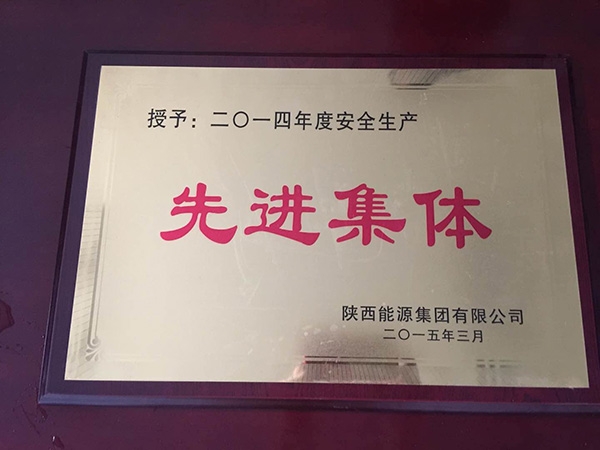 授予：二〇一四年度安全生产
先进集体
陕西能源集团有限公司
二〇一五年三月